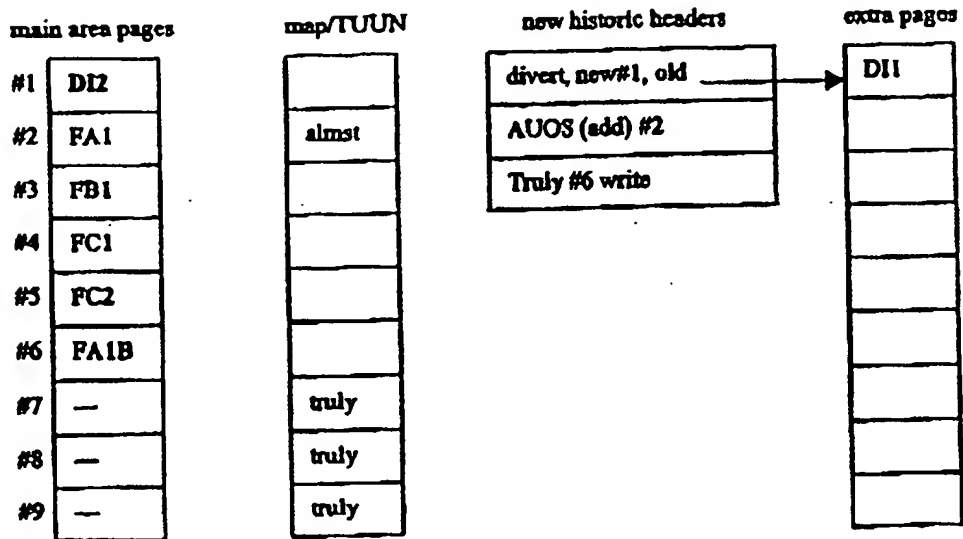 main area pages map/TUUN new historic headers extra pages
#1 DI2 divert, new#1, old DI1
#2 FA1 almst AUOS (add) #2
#3 FB1 Truly #6 write
#4 FC1
#5 FC2
#6 FA1B
#7 — truly
#8 — truly
#9 — truly